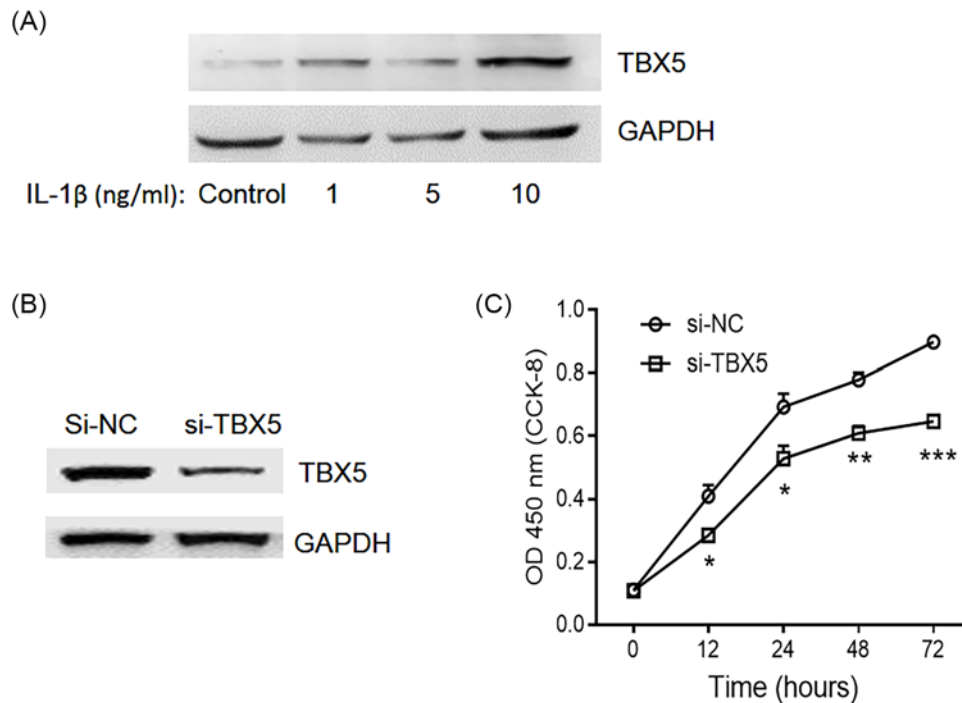 (A)
TBX5
GAPDH
IL-1β (ng/ml): Control 1 5 10
(B)
Si-NC si-TBX5
TBX5
GAPDH
(C)
OD 450 nm (CCK-8)
1.0
0.8
0.6
0.4
0.2
0.0
si-NC
si-TBX5
*
*
**
***
0 12 24 48 72
Time (hours)